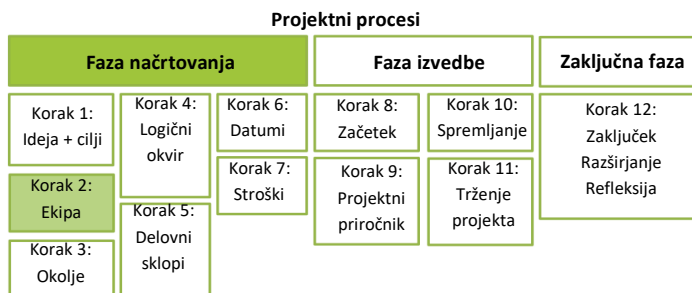 Projektni procesi
Faza načrtovanja
Faza izvedbe
Zaključna faza
Korak 1:
Ideja + cilji
Korak 2:
Ekipa
Korak 3:
Okolje
Korak 4:
Logični
okvir
Korak 5:
Delovni
sklopi
Korak 6:
Datumi
Korak 7:
Stroški
Korak 8:
Začetek
Korak 9:
Projektni
priročnik
Korak 10:
Spremljanje
Korak 11:
Trženje
projekta
Korak 12:
Zaključek
Razširjanje
Refleksija